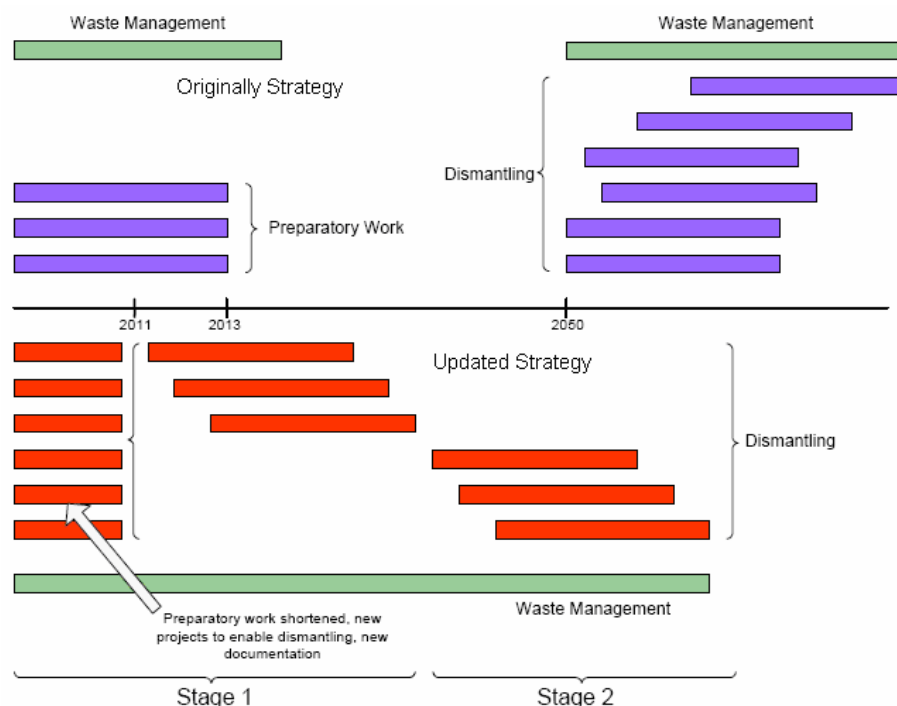 Waste Management
Waste Management
Originally Strategy
Dismantling
Preparatory Work
2011
2013
2050
Updated Strategy
Dismantling
Waste Management
Preparatory work shortened, new
projects to enable dismantling, new
documentation
Stage 1
Stage 2